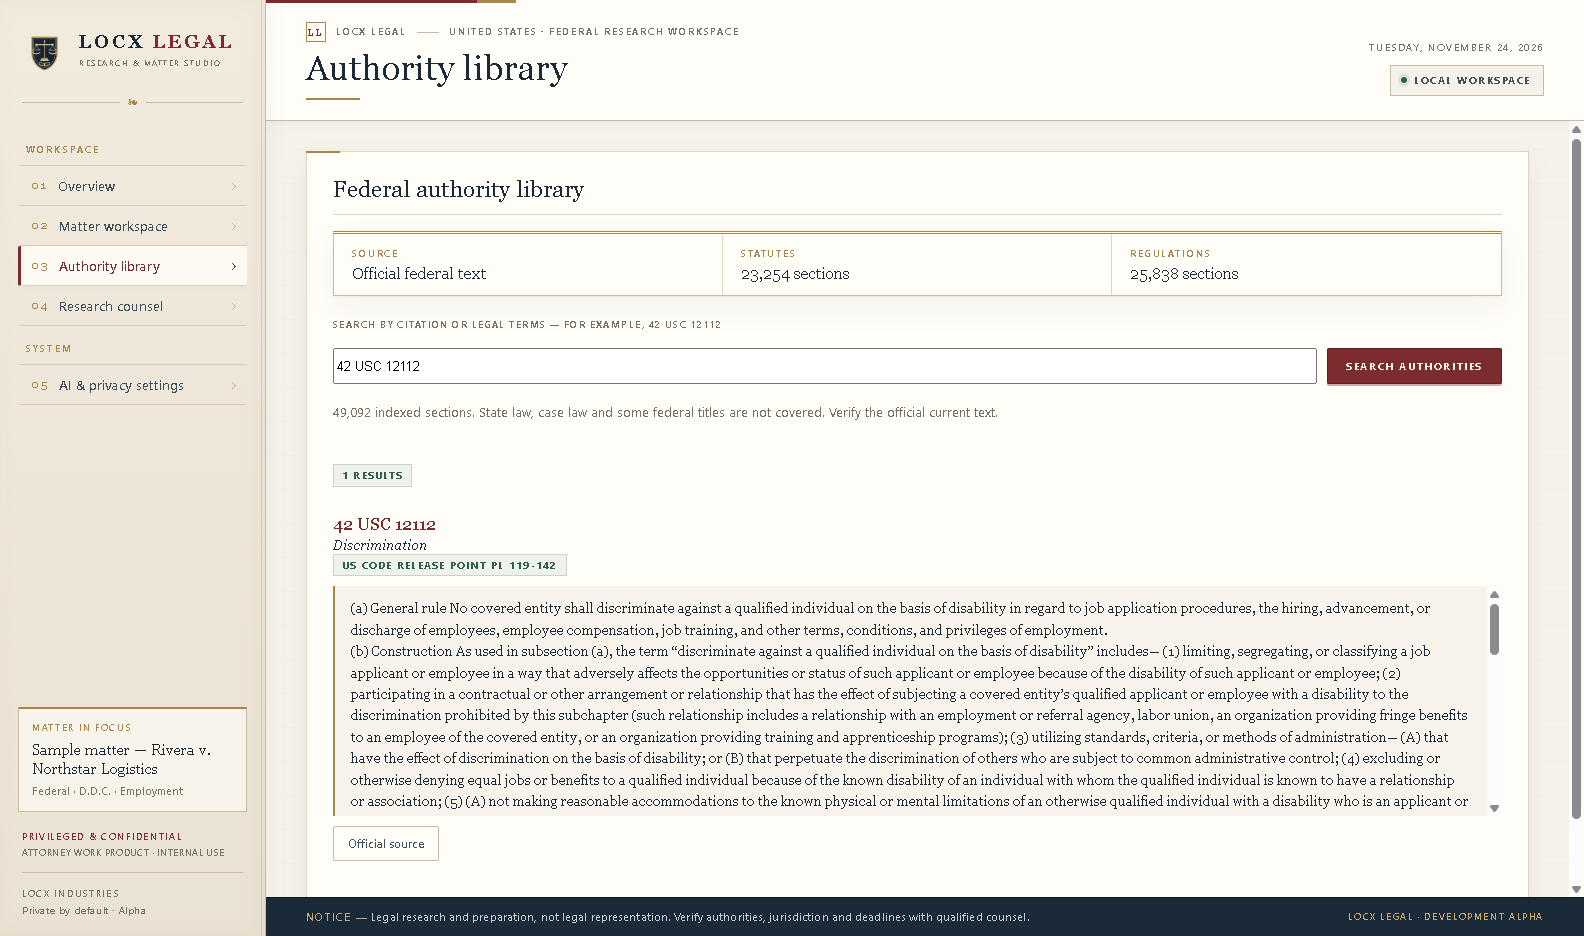 LOCX LEGAL
RESEARCH & MATTER STUDIO
WORKSPACE
01 Overview
02 Matter workspace
03 Authority library
04 Research counsel
SYSTEM
05 AI & privacy settings
MATTER IN FOCUS
Sample matter — Rivera v.
Northstar Logistics
Federal · D.D.C. · Employment
PRIVILEGED & CONFIDENTIAL
ATTORNEY WORK PRODUCT · INTERNAL USE
LOCX INDUSTRIES
Private by default · Alpha
LL LOCX LEGAL UNITED STATES · FEDERAL RESEARCH WORKSPACE
Authority library
TUESDAY, NOVEMBER 24, 2026
LOCAL WORKSPACE
Federal authority library
SOURCE
Official federal text
STATUTES
23,254 sections
REGULATIONS
25,838 sections
SEARCH BY CITATION OR LEGAL TERMS — FOR EXAMPLE, 42 USC 12112
42 USC 12112
SEARCH AUTHORITIES
49,092 indexed sections. State law, case law and some federal titles are not covered. Verify the official current text.
1 RESULTS
42 USC 12112
Discrimination
US CODE RELEASE POINT PL 119-142
(a) General rule No covered entity shall discriminate against a qualified individual on the basis of disability in regard to job application procedures, the hiring, advancement, or
discharge of employees, employee compensation, job training, and other terms, conditions, and privileges of employment.
(b) Construction As used in subsection (a), the term “discriminate against a qualified individual on the basis of disability” includes— (1) limiting, segregating, or classifying a job
applicant or employee in a way that adversely affects the opportunities or status of such applicant or employee because of the disability of such applicant or employee; (2)
participating in a contractual or other arrangement or relationship that has the effect of subjecting a covered entity’s qualified applicant or employee with a disability to the
discrimination prohibited by this subchapter (such relationship includes a relationship with an employment or referral agency, labor union, an organization providing fringe benefits
to an employee of the covered entity, or an organization providing training and apprenticeship programs); (3) utilizing standards, criteria, or methods of administration— (A) that
have the effect of discrimination on the basis of disability; or (B) that perpetuate the discrimination of others who are subject to common administrative control; (4) excluding or
otherwise denying equal jobs or benefits to a qualified individual because of the known disability of an individual with whom the qualified individual is known to have a relationship
or association; (5) (A) not making reasonable accommodations to the known physical or mental limitations of an otherwise qualified individual with a disability who is an applicant or
Official source
NOTICE — Legal research and preparation, not legal representation. Verify authorities, jurisdiction and deadlines with qualified counsel.
LOCX LEGAL · DEVELOPMENT ALPHA